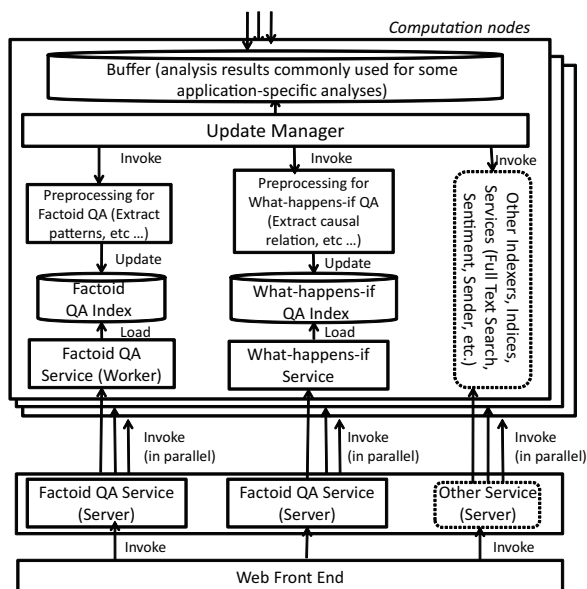 Computation nodes
Buffer (analysis results commonly used for some
application-specific analyses)
Update Manager
Invoke
Invoke
Invoke
Preprocessing for
Factoid QA (Extract
patterns, etc ...)
Preprocessing for
What-happens-if QA
(Extract causal
relation, etc ...)
Other Indexers, Indices,
Services (Full Text Search,
Sentiment, Sender, etc.)
Update
Update
Factoid
QA Index
What-happens-if
QA Index
Load
Load
Factoid QA
Service (Worker)
What-happens-if
Service
Invoke
(in parallel)
Invoke
(in parallel)
Invoke
(in parallel)
Factoid QA Service
(Server)
Factoid QA Service
(Server)
Other Service
(Server)
Invoke
Invoke
Invoke
Web Front End